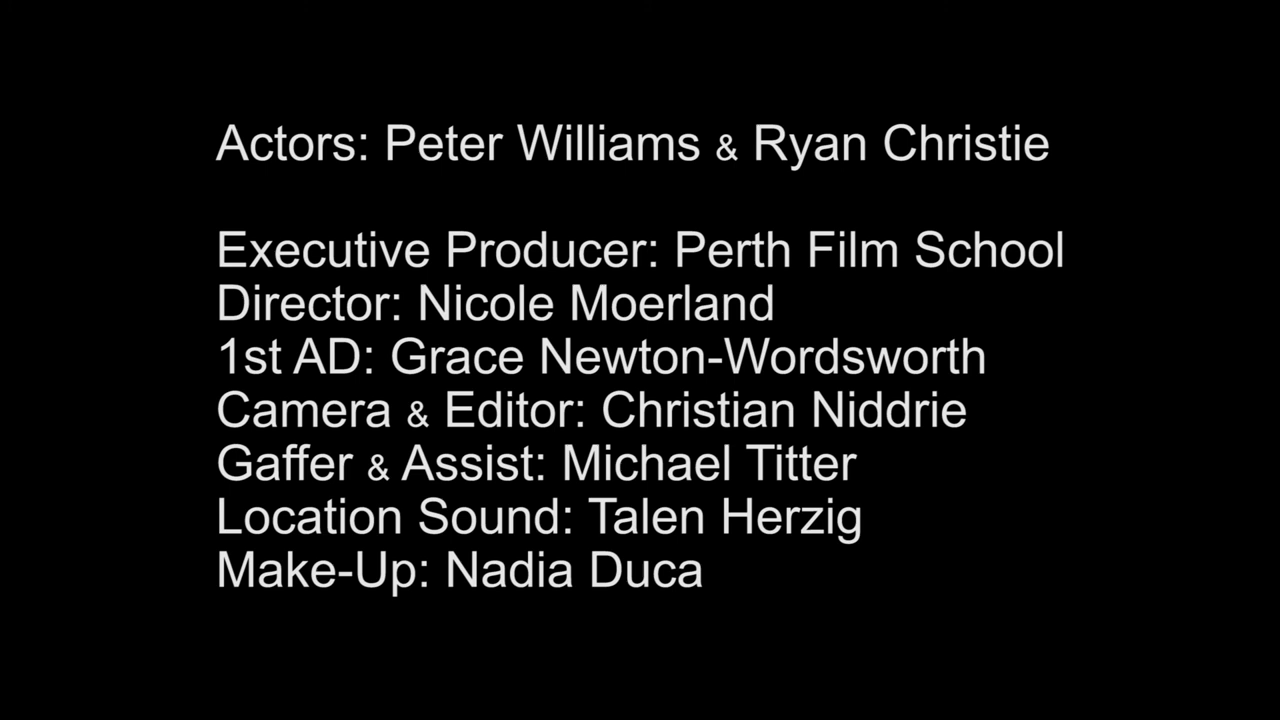 Actors: Peter Williams & Ryan Christie
Executive Producer: Perth Film School
Director: Nicole Moerland
1st AD: Grace Newton-Wordsworth
Camera & Editor: Christian Niddrie
Gaffer & Assist: Michael Titter
Location Sound: Talen Herzig
Make-Up: Nadia Duca